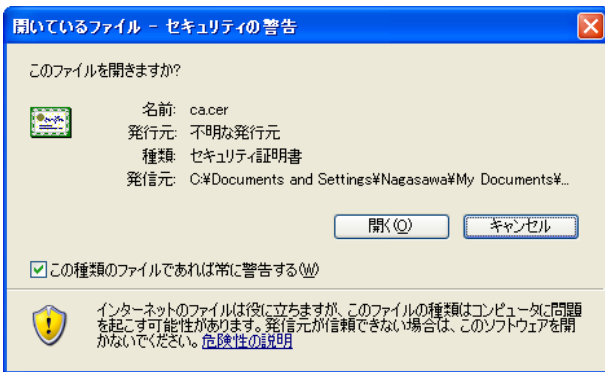 開いているファイル - セキュリティの警告
このファイルを開きますか?
名前: ca.cer
発行元: 不明な発行元
種類: セキュリティ証明書
発信元: C:¥Documents and Settings¥Nagasawa¥My Documents¥...
開く(O) キャンセル
この種類のファイルであれば常に警告する(W)
インターネットのファイルは役に立ちますが、このファイルの種類はコンピュータに問題
を起こす可能性があります。発信元が信頼できない場合は、このソフトウェアを開
かないでください。危険性の説明